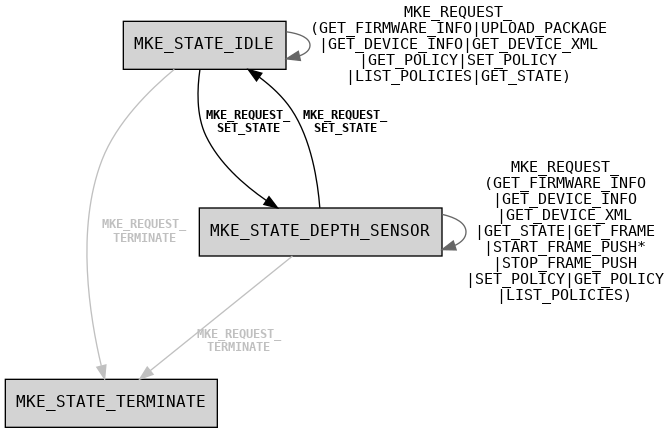 MKE_REQUEST_
(GET_FIRMWARE_INFO|UPLOAD_PACKAGE
|GET_DEVICE_INFO|GET_DEVICE_XML
|GET_POLICY|SET_POLICY
|LIST_POLICIES|GET_STATE)
MKE_STATE_IDLE
MKE_REQUEST_
SET_STATE
MKE_REQUEST_
SET_STATE
MKE_REQUEST_
(GET_FIRMWARE_INFO
|GET_DEVICE_INFO
|GET_DEVICE_XML
|GET_STATE|GET_FRAME
|START_FRAME_PUSH*
|STOP_FRAME_PUSH
|SET_POLICY|GET_POLICY
|LIST_POLICIES)
MKE_STATE_DEPTH_SENSOR
MKE_REQUEST_
TERMINATE
MKE_REQUEST_
TERMINATE
MKE_STATE_TERMINATE